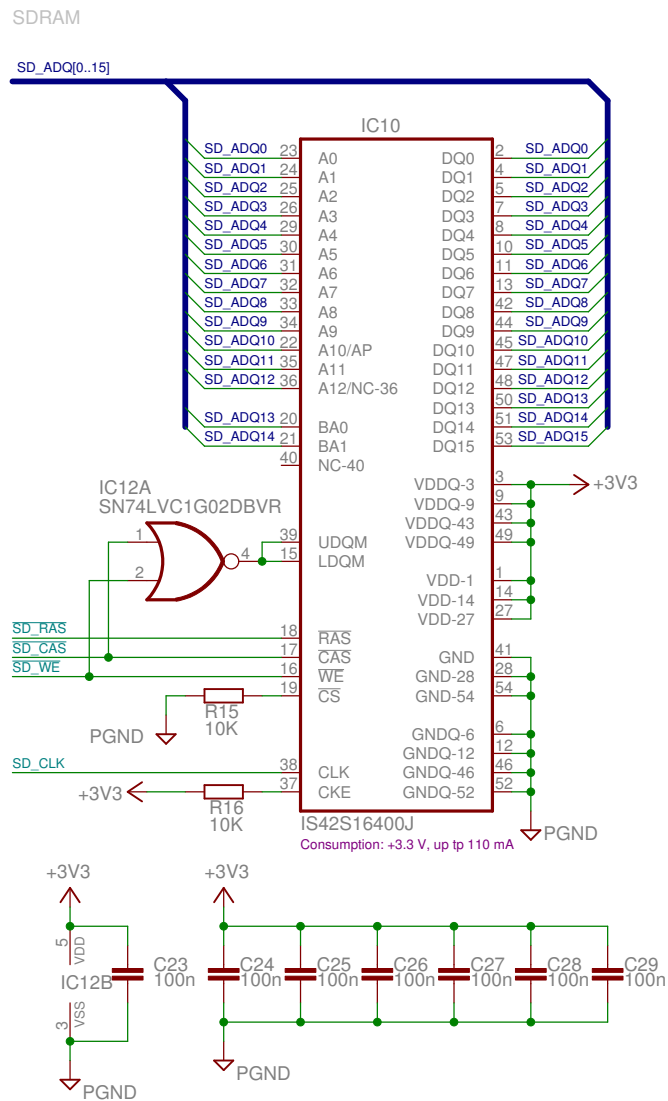 SDRAM
SD_ADQ[0..15]
IC10
SD_ADQ0 23 A0 DQ0 2 SD_ADQ0
SD_ADQ1 24 A1 DQ1 4 SD_ADQ1
SD_ADQ2 25 A2 DQ2 5 SD_ADQ2
SD_ADQ3 26 A3 DQ3 7 SD_ADQ3
SD_ADQ4 29 A4 DQ4 8 SD_ADQ4
SD_ADQ5 30 A5 DQ5 10 SD_ADQ5
SD_ADQ6 31 A6 DQ6 11 SD_ADQ6
SD_ADQ7 32 A7 DQ7 13 SD_ADQ7
SD_ADQ8 33 A8 DQ8 42 SD_ADQ8
SD_ADQ9 34 A9 DQ9 44 SD_ADQ9
SD_ADQ10 22 A10/AP DQ10 45 SD_ADQ10
SD_ADQ11 35 A11 DQ11 47 SD_ADQ11
SD_ADQ12 36 A12/NC-36 DQ12 48 SD_ADQ12
DQ13 50 SD_ADQ13
SD_ADQ13 20 BA0 DQ14 51 SD_ADQ14
SD_ADQ14 21 BA1 DQ15 53 SD_ADQ15
40 NC-40
VDDQ-3 3 +3V3
IC12A
SN74LVC1G02DBVR
VDDQ-9 9
VDDQ-43 43
1 4 39 UDQM VDDQ-49 49
2 15 LDQM
VDD-1 1
VDD-14 14
VDD-27 27
SD_RAS 18 RAS
SD_CAS 17 CAS GND 41
SD_WE 16 WE GND-28 28
19 CS GND-54 54
R15
10K
PGND
GNDQ-6 6
GNDQ-12 12
SD_CLK 38 CLK GNDQ-46 46
+3V3 37 CKE GNDQ-52 52
R16
10K
IS42S16400J
PGND
Consumption: +3.3 V, up tp 110 mA
+3V3
+3V3
5 VDD
IC12B
3 VSS
C23
100n
C24
100n
C25
100n
C26
100n
C27
100n
C28
100n
C29
100n
PGND
PGND